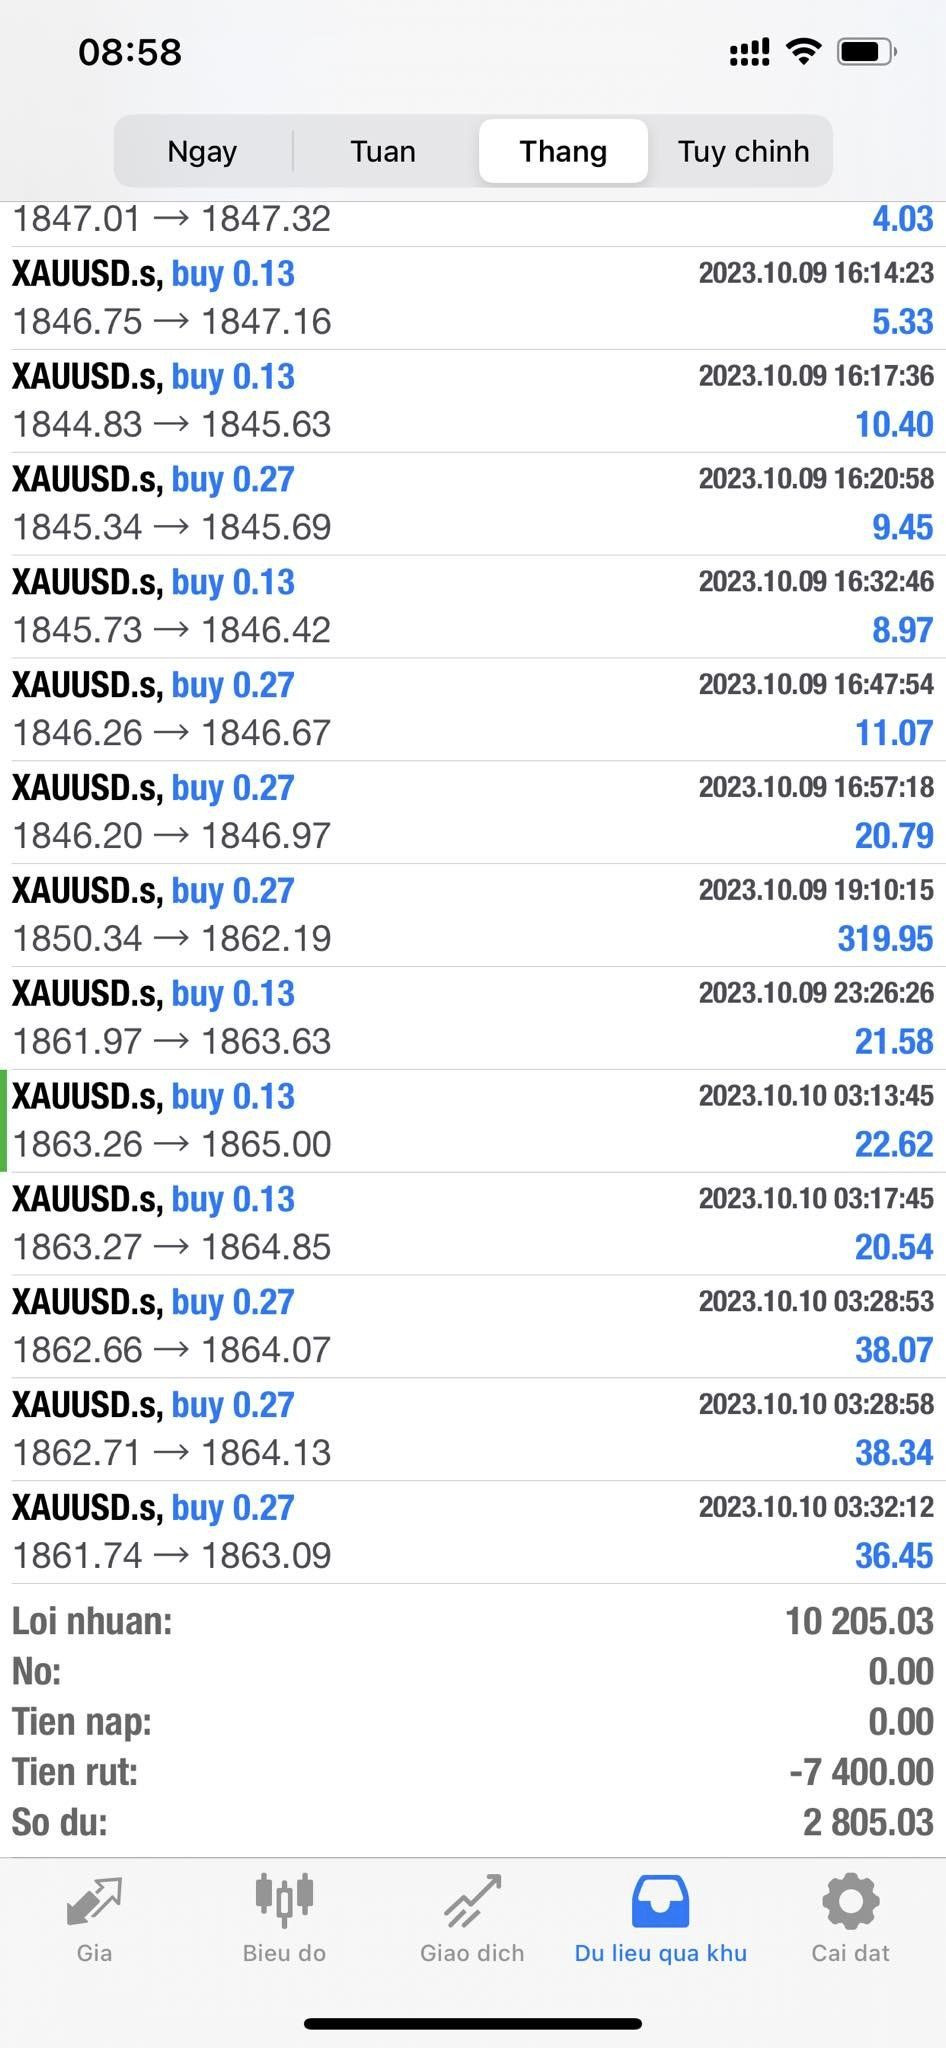 08:58
Ngay Tuan Thang Tuy chinh
1847.01 → 1847.32 4.03
XAUUSD.s, buy 0.13 2023.10.09 16:14:23
1846.75 → 1847.16 5.33
XAUUSD.s, buy 0.13 2023.10.09 16:17:36
1844.83 → 1845.63 10.40
XAUUSD.s, buy 0.27 2023.10.09 16:20:58
1845.34 → 1845.69 9.45
XAUUSD.s, buy 0.13 2023.10.09 16:32:46
1845.73 → 1846.42 8.97
XAUUSD.s, buy 0.27 2023.10.09 16:47:54
1846.26 → 1846.67 11.07
XAUUSD.s, buy 0.27 2023.10.09 16:57:18
1846.20 → 1846.97 20.79
XAUUSD.s, buy 0.27 2023.10.09 19:10:15
1850.34 → 1862.19 319.95
XAUUSD.s, buy 0.13 2023.10.09 23:26:26
1861.97 → 1863.63 21.58
XAUUSD.s, buy 0.13 2023.10.10 03:13:45
1863.26 → 1865.00 22.62
XAUUSD.s, buy 0.13 2023.10.10 03:17:45
1863.27 → 1864.85 20.54
XAUUSD.s, buy 0.27 2023.10.10 03:28:53
1862.66 → 1864.07 38.07
XAUUSD.s, buy 0.27 2023.10.10 03:28:58
1862.71 → 1864.13 38.34
XAUUSD.s, buy 0.27 2023.10.10 03:32:12
1861.74 → 1863.09 36.45
Loi nhuan: 10 205.03
No: 0.00
Tien nap: 0.00
Tien rut: -7 400.00
So du: 2 805.03
Gia Bieu do Giao dich Du lieu qua khu Cai dat